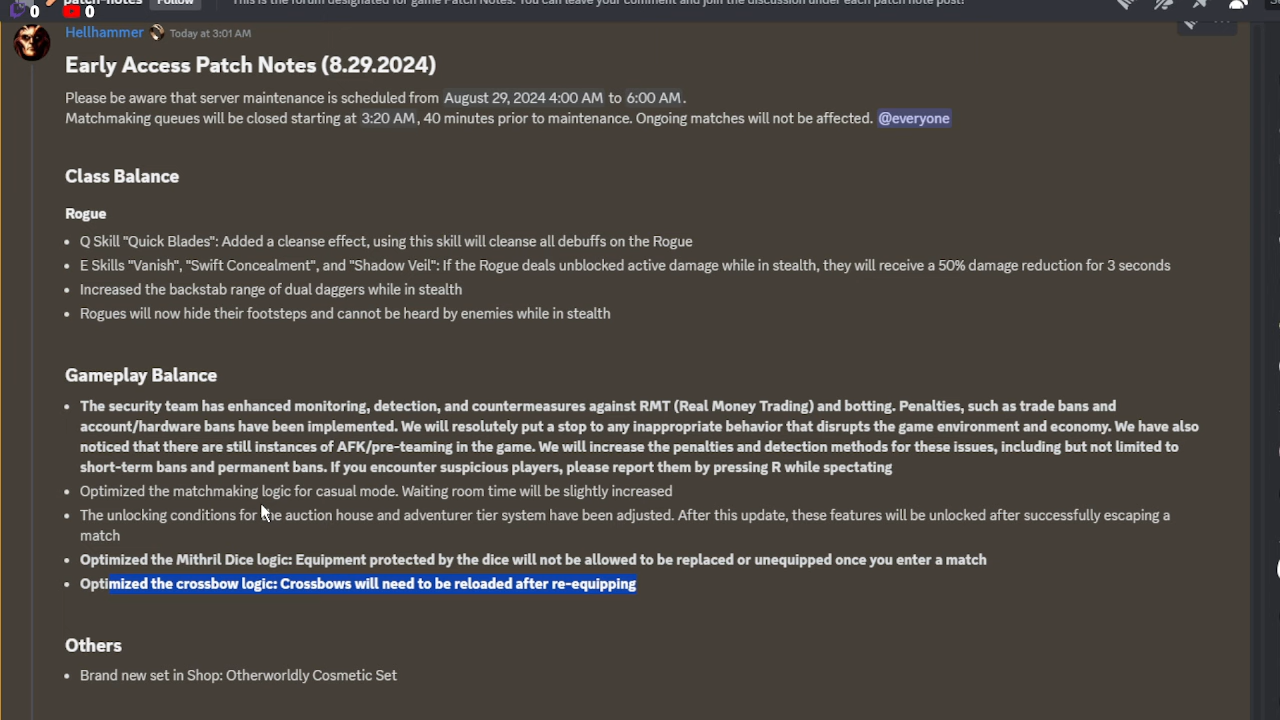 0 0 patch-notes Follow This is the forum designated for game Patch Notes. You can leave your comment and join the discussion under each patch note post!
Hellhammer Today at 3:01 AM
Early Access Patch Notes (8.29.2024)
Please be aware that server maintenance is scheduled from August 29, 2024 4:00 AM to 6:00 AM.
Matchmaking queues will be closed starting at 3:20 AM, 40 minutes prior to maintenance. Ongoing matches will not be affected. @everyone
Class Balance
Rogue
• Q Skill "Quick Blades": Added a cleanse effect, using this skill will cleanse all debuffs on the Rogue
• E Skills "Vanish", "Swift Concealment", and "Shadow Veil": If the Rogue deals unblocked active damage while in stealth, they will receive a 50% damage reduction for 3 seconds
• Increased the backstab range of dual daggers while in stealth
• Rogues will now hide their footsteps and cannot be heard by enemies while in stealth
Gameplay Balance
• The security team has enhanced monitoring, detection, and countermeasures against RMT (Real Money Trading) and botting. Penalties, such as trade bans and
account/hardware bans have been implemented. We will resolutely put a stop to any inappropriate behavior that disrupts the game environment and economy. We have also
noticed that there are still instances of AFK/pre-teaming in the game. We will increase the penalties and detection methods for these issues, including but not limited to
short-term bans and permanent bans. If you encounter suspicious players, please report them by pressing R while spectating
• Optimized the matchmaking logic for casual mode. Waiting room time will be slightly increased
• The unlocking conditions for the auction house and adventurer tier system have been adjusted. After this update, these features will be unlocked after successfully escaping a
match
• Optimized the Mithril Dice logic: Equipment protected by the dice will not be allowed to be replaced or unequipped once you enter a match
• Optimized the crossbow logic: Crossbows will need to be reloaded after re-equipping
Others
• Brand new set in Shop: Otherworldly Cosmetic Set